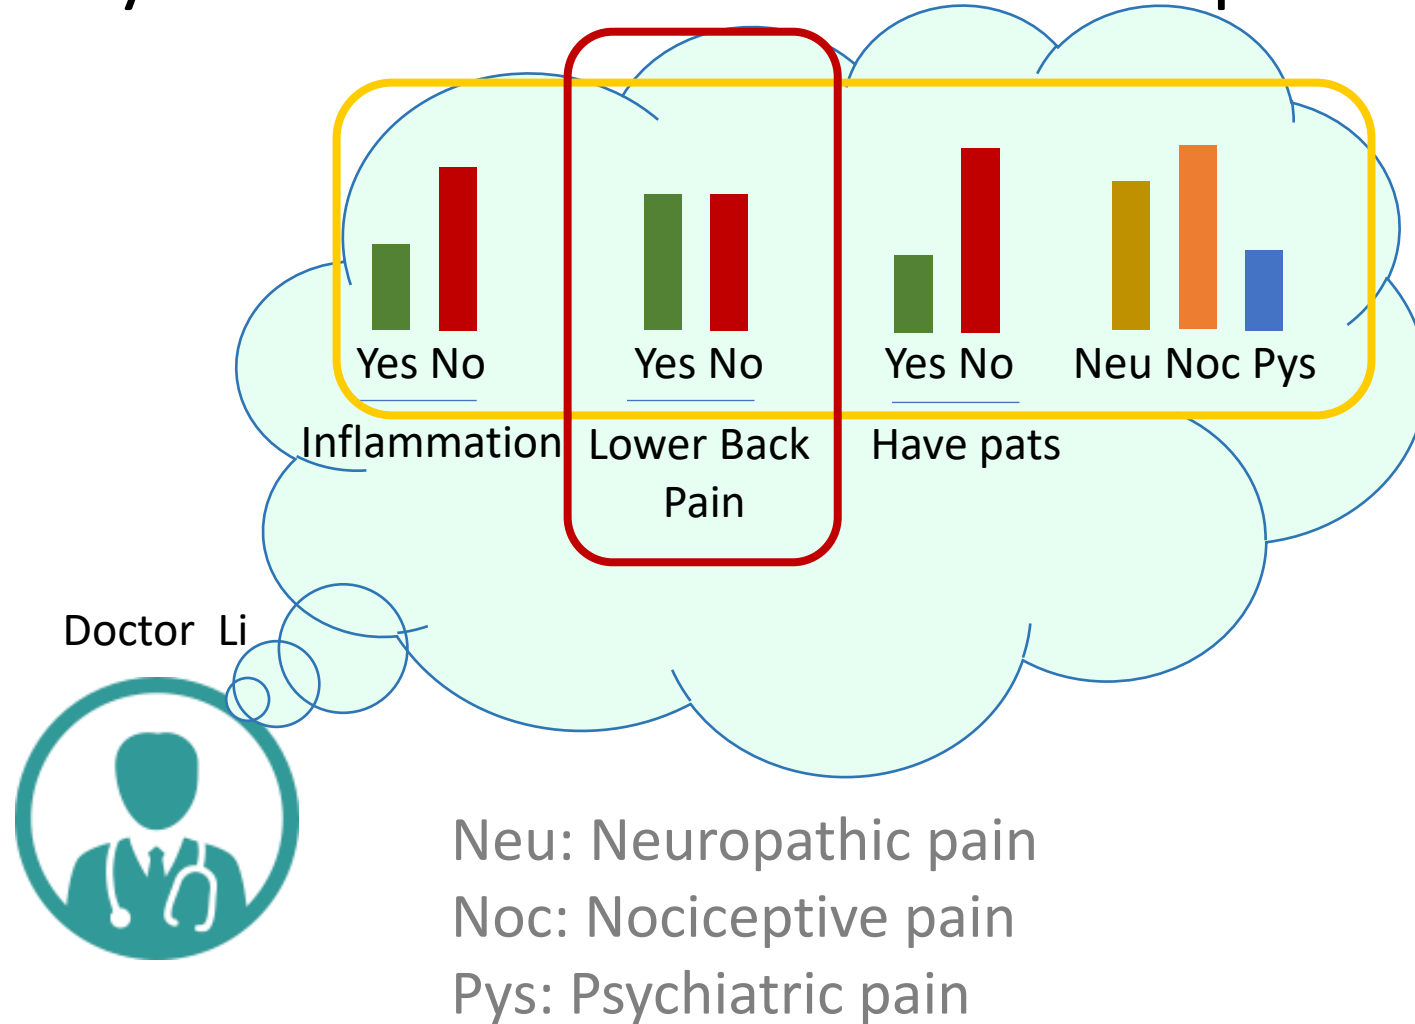 Yes No
Yes No
Yes No
Neu Noc Pys
Inflammation
Lower Back
Pain
Have pats
Doctor Li
Neu: Neuropathic pain
Noc: Nociceptive pain
Pys: Psychiatric pain